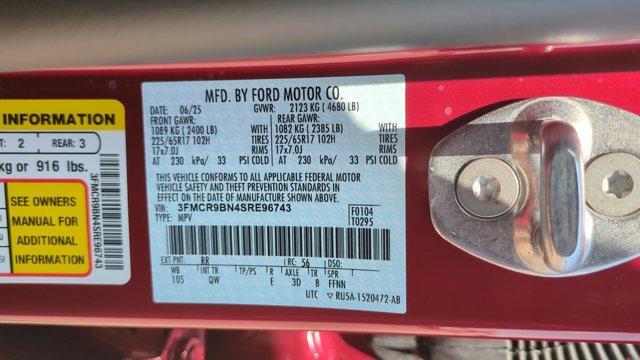 INFORMATION
T: 2 REAR: 3
kg or 916 lbs.
SEE OWNERS
MANUAL FOR
ADDITIONAL
INFORMATION
3FMCR9BN4SRE96743
MFD. BY FORD MOTOR CO.
DATE: 06/25 GVWR: 2123 KG (4680 LB)
FRONT GAWR: REAR GAWR:
1089 KG (2400 LB) WITH 1082 KG (2385 LB) WITH
225/65R17 102H TIRES 225/65R17 102H TIRES
17x7.0J RIMS 17x7.0J RIMS
AT 230 kPa/ 33 PSI COLD AT 230 kPa/ 33 PSI COLD
THIS VEHICLE CONFORMS TO ALL APPLICABLE FEDERAL MOTOR
VEHICLE SAFETY AND THEFT PREVENTION STANDARDS IN
EFFECT ON THE DATE OF MANUFACTURE SHOWN ABOVE.
VIN: 3FMCR9BN4SRE96743 F0104
TYPE: MPV T0295
EXT PNT: RR RC: 56 DSO:
WB INT TR TP/PS R AXLE TR SPR
105 QW E 3D 8 FFNN
UTC RU5A-1520472-AB